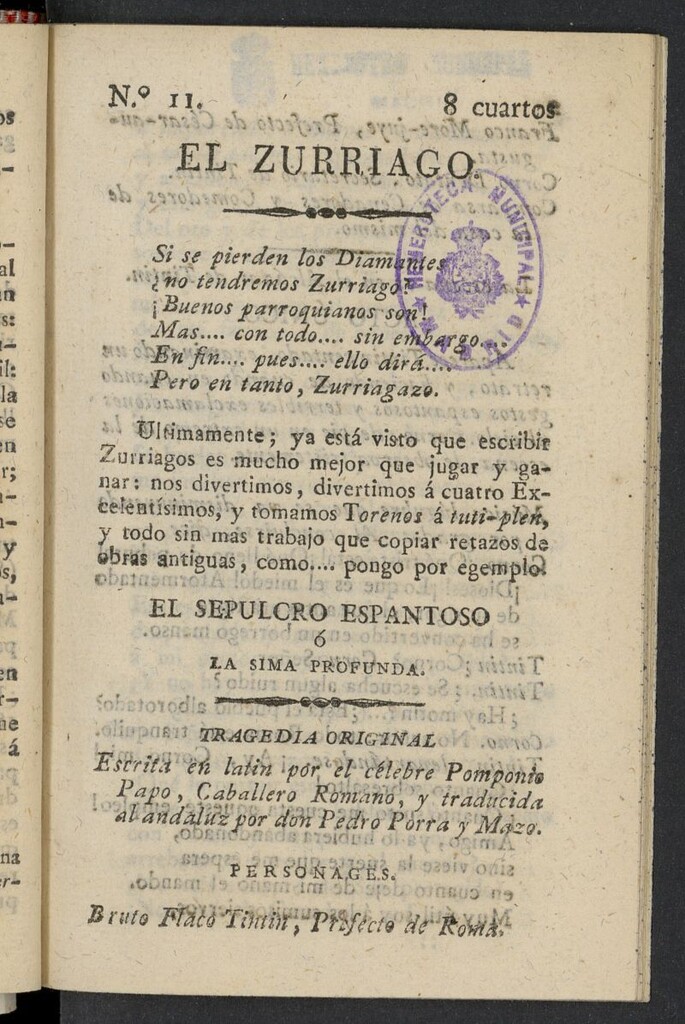 N.º 11.
8 cuartos
EL ZURRIAGO.
HEMEROTECA MUNICIPAL
MADRID
Si se pierden los Diamantes
¿no tendremos Zurriago?
¡Buenos parroquianos son!
Mas.... con todo.... sin embargo....
En fin.... pues.... ello dirá....
Pero en tanto, Zurriagazo.
Ultimamente; ya está visto que escribir
Zurriagos es mucho mejor que jugar y ga-
nar: nos divertimos, divertimos á cuatro Ex-
celentísimos, y tomamos Torenos á tuti-plen,
y todo sin mas trabajo que copiar retazos de
obras antiguas, como.... pongo por egemplo.
EL SEPULCRO ESPANTOSO
ó
LA SIMA PROFUNDA.
TRAGEDIA ORIGINAL
Escrita en latin por el célebre Pomponio
Papo, Caballero Romano, y traducida
al andaluz por don Pedro Porra y Mazo.
PERSONAGES.
Bruto Flaco Tintin, Prefecto de Roma.